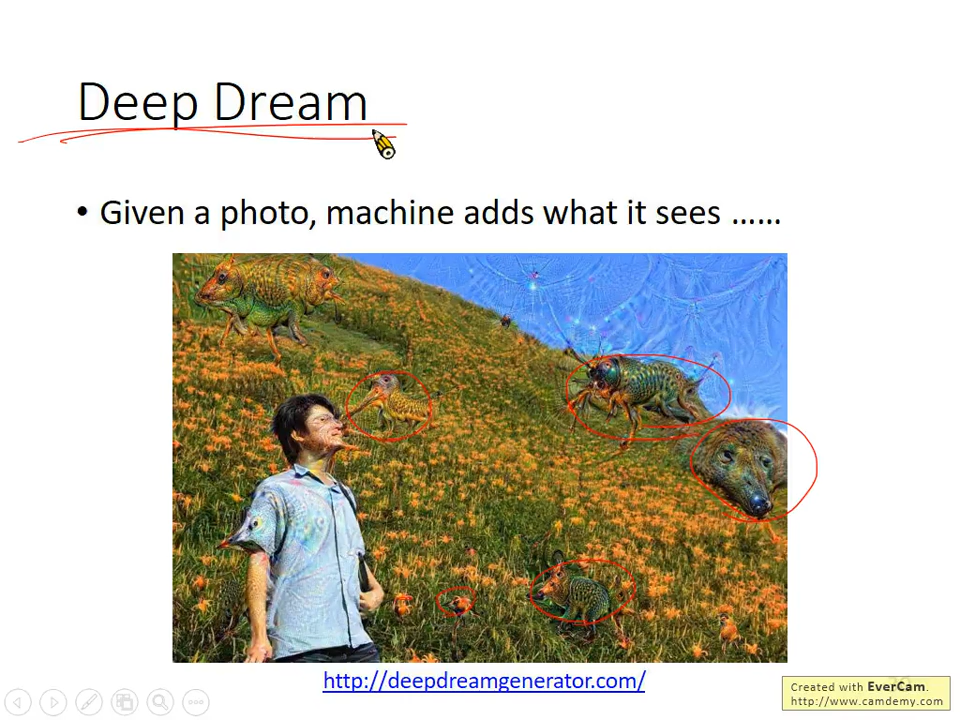 Deep Dream
• Given a photo, machine adds what it sees ……
http://deepdreamgenerator.com/
Created with EverCam.
http://www.camdemy.com